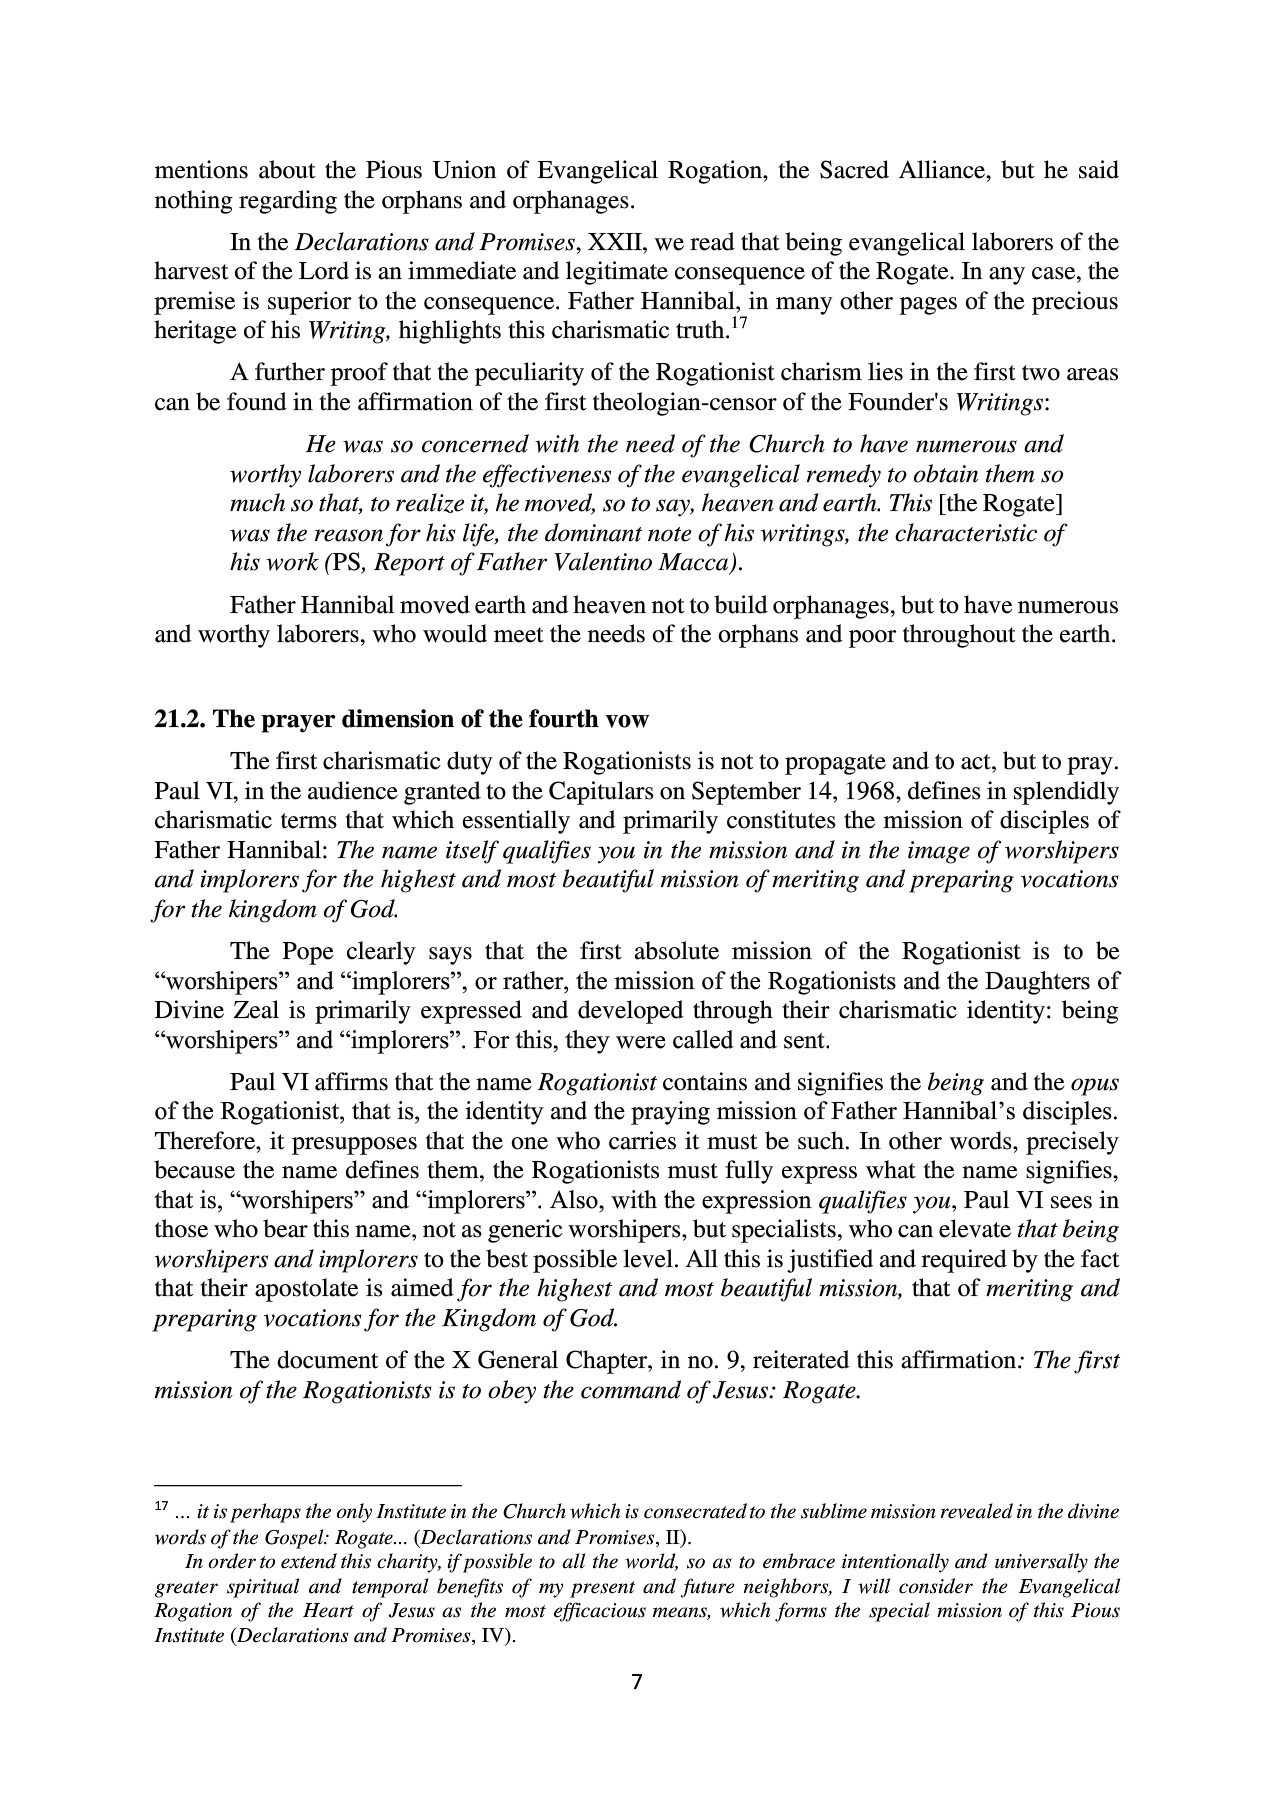 mentions about the Pious Union of Evangelical Rogation, the Sacred Alliance, but he said
nothing regarding the orphans and orphanages.
In the Declarations and Promises, XXII, we read that being evangelical laborers of the
harvest of the Lord is an immediate and legitimate consequence of the Rogate. In any case, the
premise is superior to the consequence. Father Hannibal, in many other pages of the precious
heritage of his Writing, highlights this charismatic truth.17
A further proof that the peculiarity of the Rogationist charism lies in the first two areas
can be found in the affirmation of the first theologian-censor of the Founder's Writings:
He was so concerned with the need of the Church to have numerous and
worthy laborers and the effectiveness of the evangelical remedy to obtain them so
much so that, to realize it, he moved, so to say, heaven and earth. This [the Rogate]
was the reason for his life, the dominant note of his writings, the characteristic of
his work (PS, Report of Father Valentino Macca).
Father Hannibal moved earth and heaven not to build orphanages, but to have numerous
and worthy laborers, who would meet the needs of the orphans and poor throughout the earth.
21.2. The prayer dimension of the fourth vow
The first charismatic duty of the Rogationists is not to propagate and to act, but to pray.
Paul VI, in the audience granted to the Capitulars on September 14, 1968, defines in splendidly
charismatic terms that which essentially and primarily constitutes the mission of disciples of
Father Hannibal: The name itself qualifies you in the mission and in the image of worshipers
and implorers for the highest and most beautiful mission of meriting and preparing vocations
for the kingdom of God.
The Pope clearly says that the first absolute mission of the Rogationist is to be
“worshipers” and “implorers”, or rather, the mission of the Rogationists and the Daughters of
Divine Zeal is primarily expressed and developed through their charismatic identity: being
“worshipers” and “implorers”. For this, they were called and sent.
Paul VI affirms that the name Rogationist contains and signifies the being and the opus
of the Rogationist, that is, the identity and the praying mission of Father Hannibal’s disciples.
Therefore, it presupposes that the one who carries it must be such. In other words, precisely
because the name defines them, the Rogationists must fully express what the name signifies,
that is, “worshipers” and “implorers”. Also, with the expression qualifies you, Paul VI sees in
those who bear this name, not as generic worshipers, but specialists, who can elevate that being
worshipers and implorers to the best possible level. All this is justified and required by the fact
that their apostolate is aimed for the highest and most beautiful mission, that of meriting and
preparing vocations for the Kingdom of God.
The document of the X General Chapter, in no. 9, reiterated this affirmation: The first
mission of the Rogationists is to obey the command of Jesus: Rogate.
17 ... it is perhaps the only Institute in the Church which is consecrated to the sublime mission revealed in the divine
words of the Gospel: Rogate... (Declarations and Promises, II).
In order to extend this charity, if possible to all the world, so as to embrace intentionally and universally the
greater spiritual and temporal benefits of my present and future neighbors, I will consider the Evangelical
Rogation of the Heart of Jesus as the most efficacious means, which forms the special mission of this Pious
Institute (Declarations and Promises, IV).
7